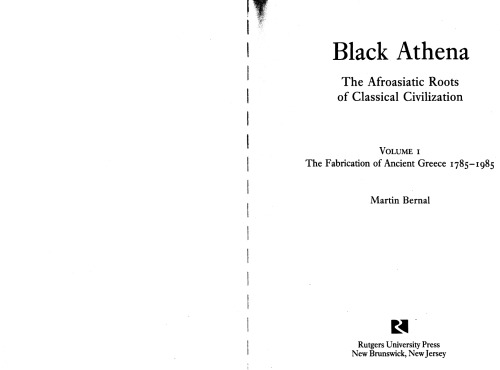 Black Athena
The Afroasiatic Roots
of Classical Civilization
VOLUME I
The Fabrication of Ancient Greece 1785–1985
Martin Bernal
Rutgers University Press
New Brunswick, New Jersey